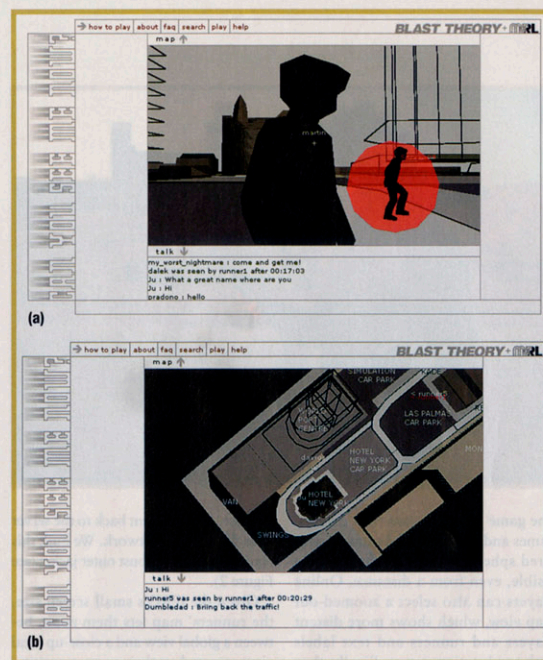 → how to play about faq search play help
BLAST THEORY + MRL
map ↑
CAN YOU SEE ME NOW?
martin
talk ↓
my_worst_nightmare : come and get me!
dalek was seen by runner1 after 00:17:03
Ju : What a great name where are you
Ju : Hi
pradono : hello
(a)
→ how to play about faq search play help
BLAST THEORY + MRL
map ↑
CAN YOU SEE ME NOW?
SIMULATION
CAR PARK
< runner5
LAS PALMAS
CAR PARK
HOTEL
NEW YORK
CAR PARK
HOTEL
NEW YORK
VAN
SWINGS
talk ↓
Ju : Hi
runner5 was seen by runner1 after 00:20:29
Dumbledad : Briing back the traffic!
(b)